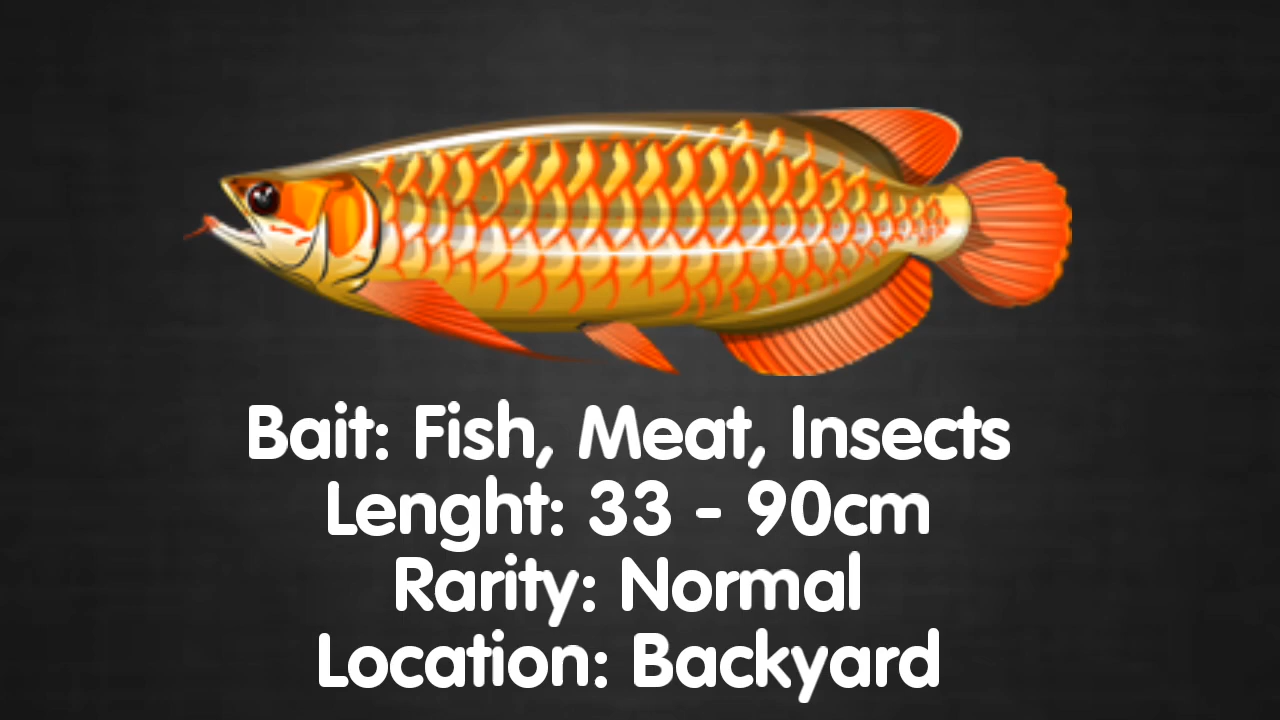 Bait: Fish, Meat, Insects
Lenght: 33 - 90cm
Rarity: Normal
Location: Backyard